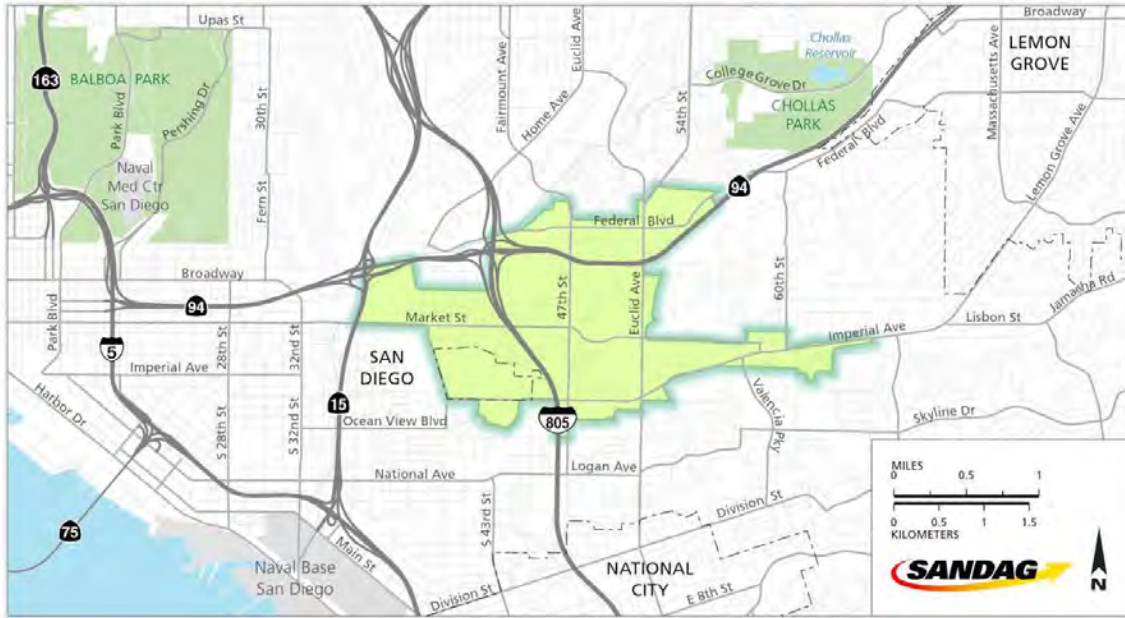 Upas St
163
BALBOA PARK
Park Blvd
Pershing Dr
30th St
Naval
Med Ctr
San Diego
Fern St
Fairmount Ave
Euclid Ave
Home Ave
54th St
College Grove Dr
Chollas
Reservoir
CHOLLAS
PARK
Federal Blvd
Broadway
Massachusetts Ave
LEMON
GROVE
Lemon Grove Ave
94
Federal Blvd
Broadway
94
Park Blvd
5
Imperial Ave
28th St
32nd St
Market St
47th St
Euclid Ave
60th St
Imperial Ave
Lisbon St
Jamacha Rd
SAN
DIEGO
15
Ocean View Blvd
805
Valencia Pky
Skyline Dr
Harbor Dr
S 28th St
S 32nd St
National Ave
Logan Ave
S 43rd St
Division St
75
Naval Base
San Diego
Main St
Division St
NATIONAL
CITY
E 8th St
MILES
0 0.5 1
0 0.5 1 1.5
KILOMETERS
SANDAG
N